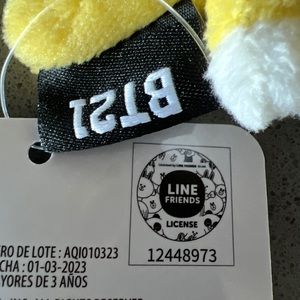 BT21
LINE
FRIENDS
LICENSE
12448973
RO DE LOTE : AQI010323
CHA : 01-03-2023
YORES DE 3 AÑOS